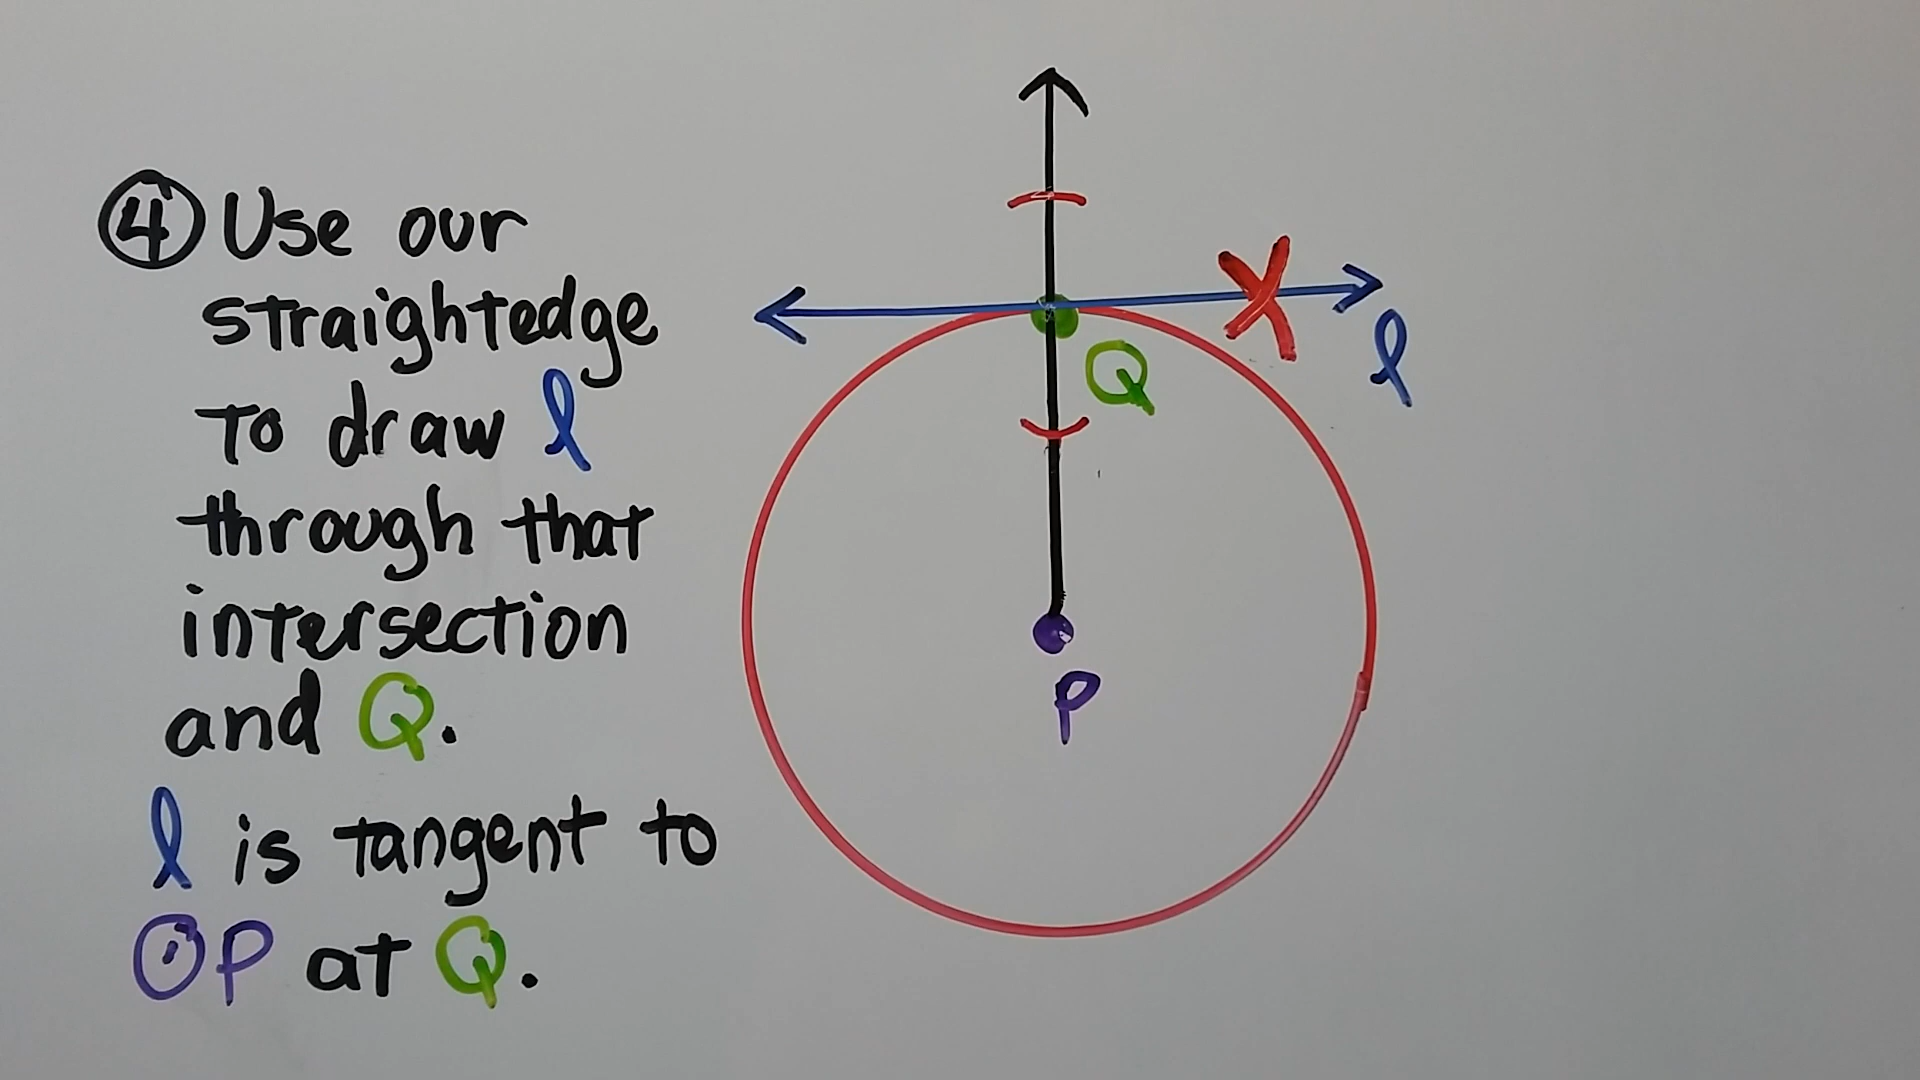 ④ Use our
straightedge
to draw ℓ
through that
intersection
and Q.
ℓ is tangent to
⊙P at Q.
Q
ℓ
P